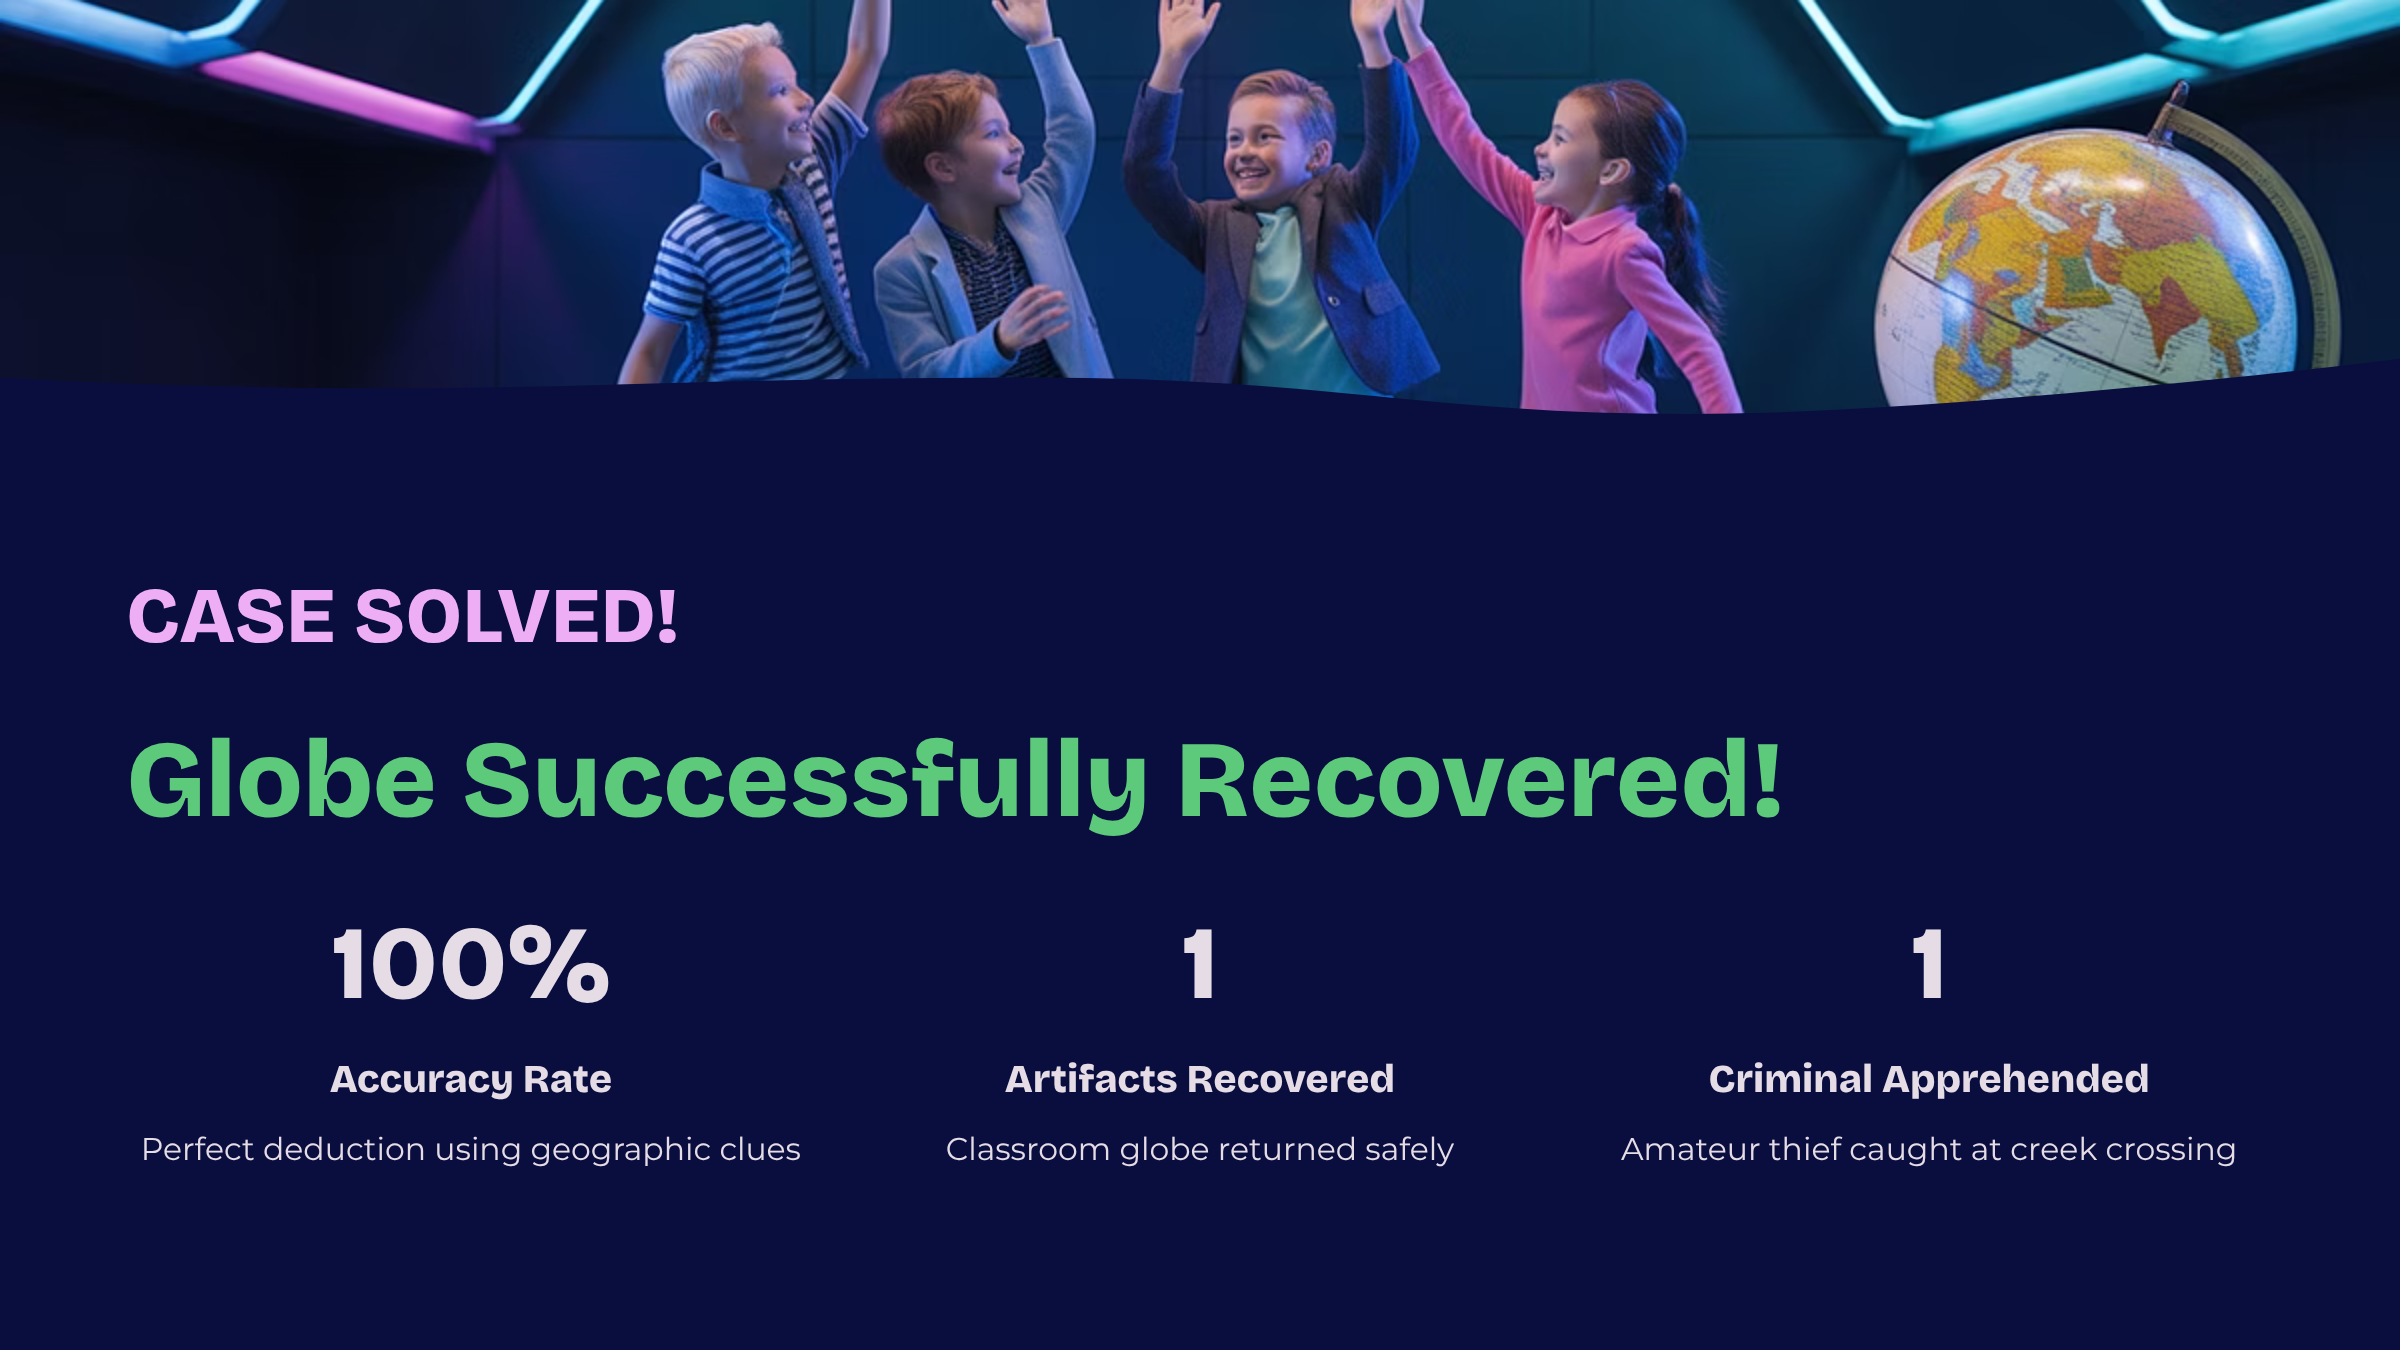 CASE SOLVED!
Globe Successfully Recovered!
100%
Accuracy Rate
Perfect deduction using geographic clues
1
Artifacts Recovered
Classroom globe returned safely
1
Criminal Apprehended
Amateur thief caught at creek crossing